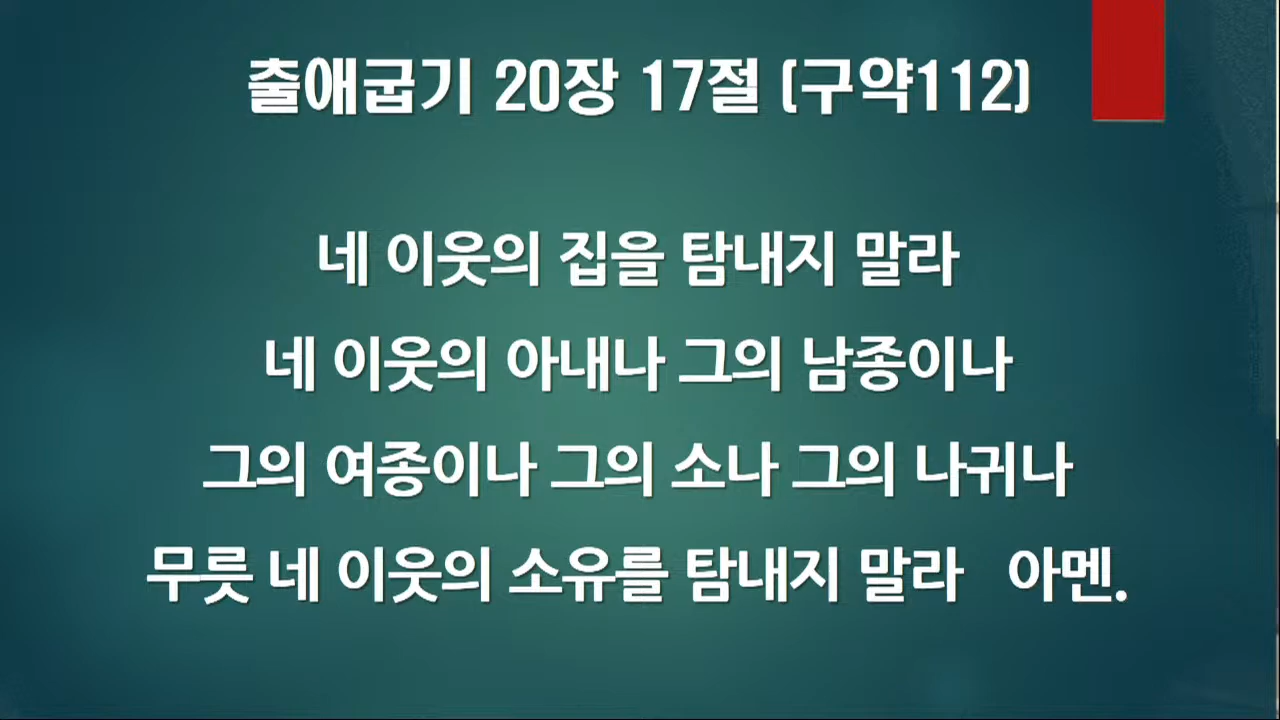 출애굽기 20장 17절 (구약112)
네 이웃의 집을 탐내지 말라
네 이웃의 아내나 그의 남종이나
그의 여종이나 그의 소나 그의 나귀나
무릇 네 이웃의 소유를 탐내지 말라 아멘.